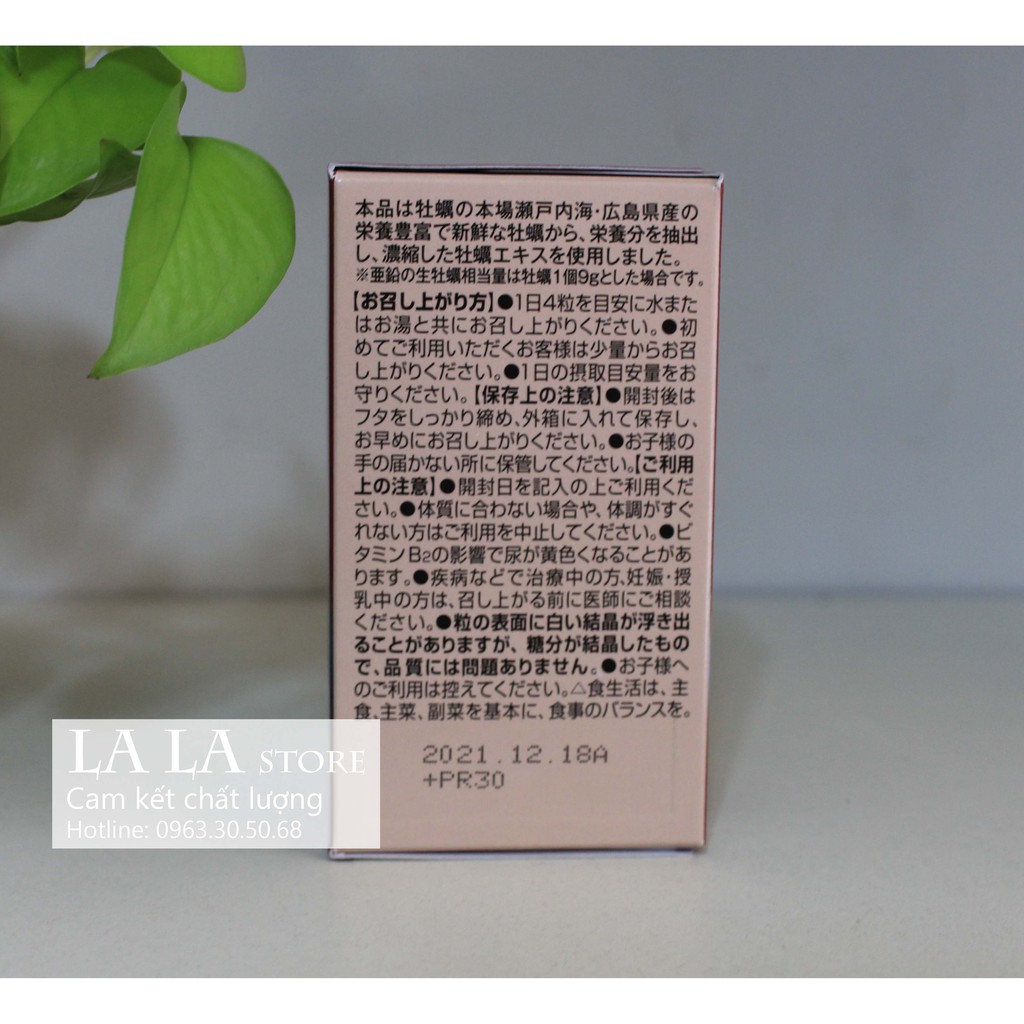 本品は牡蠣の本場瀬戸内海・広島県産の
栄養豊富で新鮮な牡蠣から、栄養分を抽出
し、濃縮した牡蠣エキスを使用しました。
※亜鉛の生牡蠣相当量は牡蠣1個9gとした場合です。
【お召し上がり方】●1日4粒を目安に水また
はお湯と共にお召し上がりください。●初
めてご利用いただくお客様は少量からお召
し上がりください。●1日の摂取目安量をお
守りください。【保存上の注意】●開封後は
フタをしっかり締め、外箱に入れて保存し、
お早めにお召し上がりください。●お子様の
手の届かない所に保管してください。【ご利用
上の注意】●開封日を記入の上ご利用くだ
さい。●体質に合わない場合や、体調がすぐ
れない方はご利用を中止してください。●ビ
タミンB2の影響で尿が黄色くなることがあ
ります。●疾病などで治療中の方、妊娠・授
乳中の方は、召し上がる前に医師にご相談
ください。●粒の表面に白い結晶が浮き出
ることがありますが、糖分が結晶したもの
で、品質には問題ありません。●お子様へ
のご利用は控えてください。△食生活は、主
食、主菜、副菜を基本に、食事のバランスを。
2021.12.18A
+PR30
LA LA STORE
Cam kết chất lượng
Hotline: 0963.30.50.68